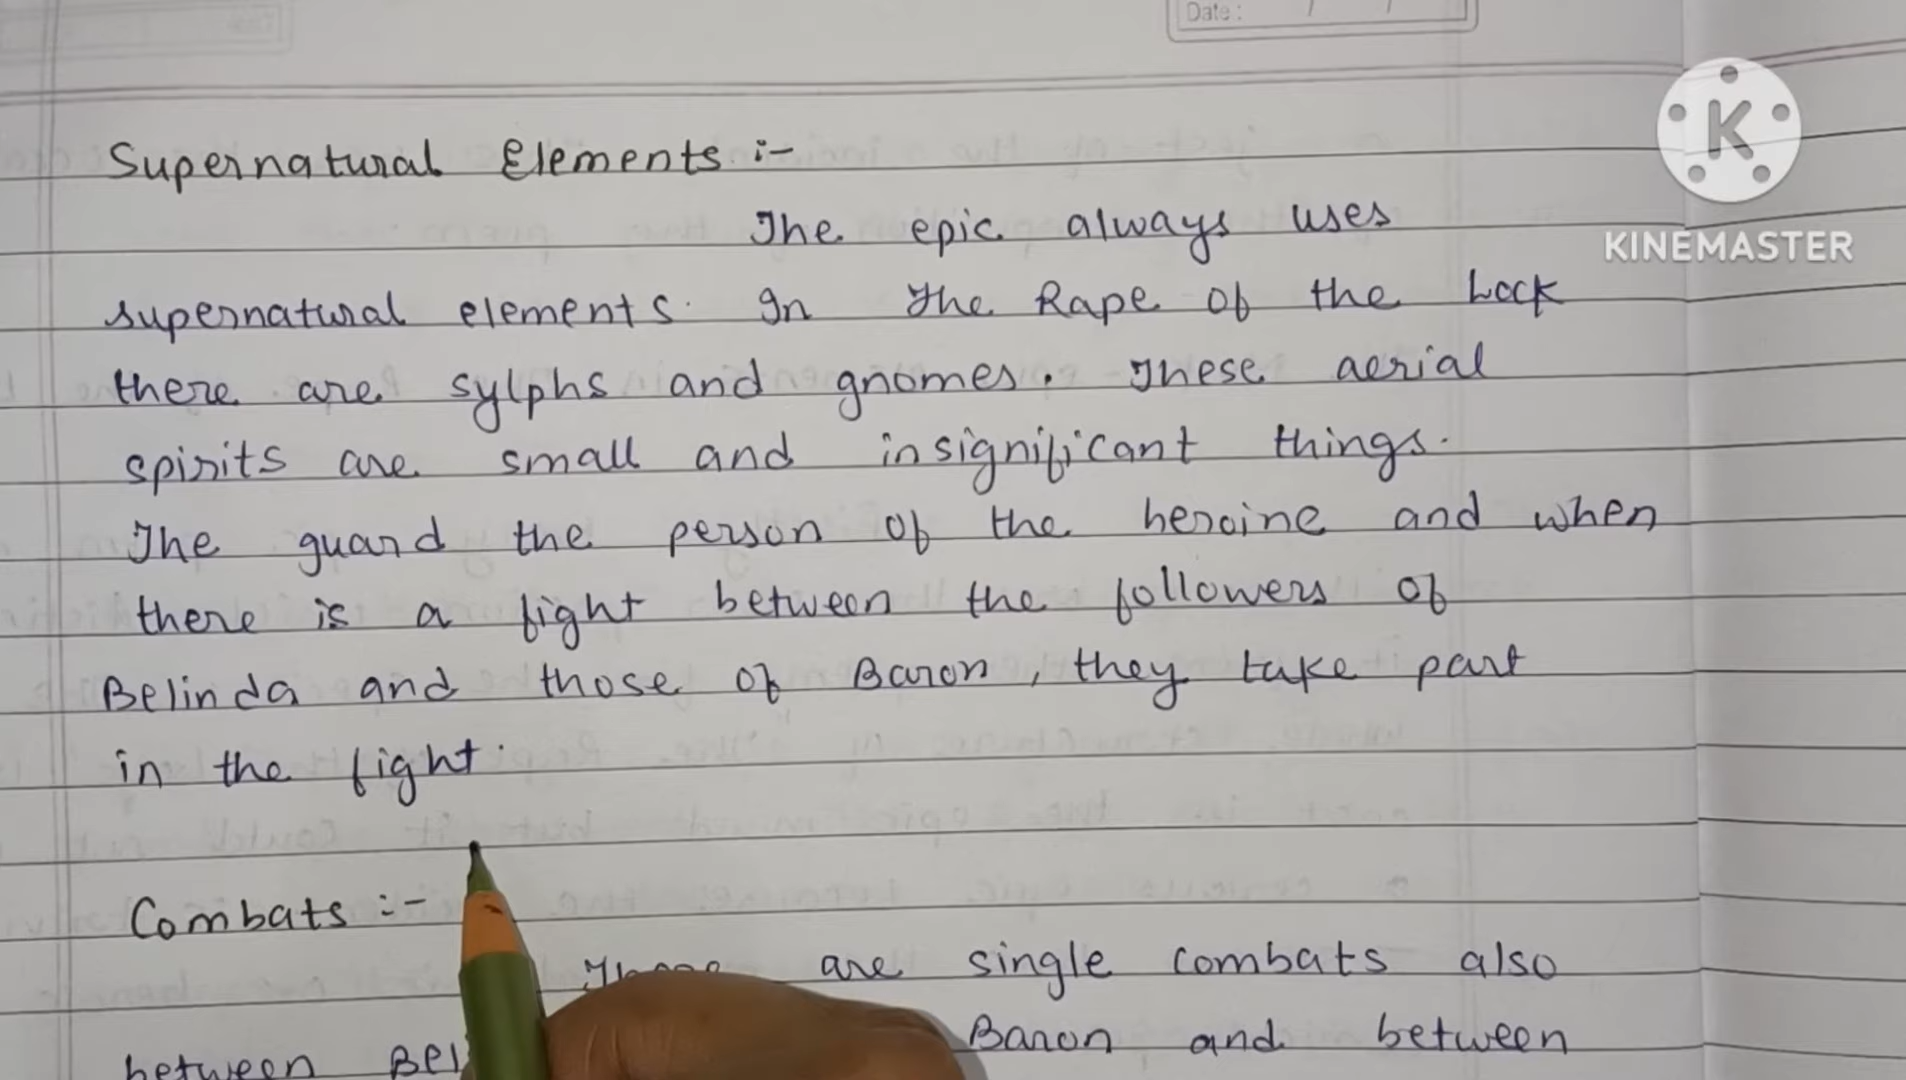 Date : / /
K
KINEMASTER
Supernatural Elements :-
The epic always uses
supernatural elements. In The Rape of the Lock
there are sylphs and gnomes. These aerial
spirits are small and insignificant things.
The guard the person of the heroine and when
there is a fight between the followers of
Belinda and those of Baron, they take part
in the fight.
Combats :-
are single combats also
between Bel Baron and between